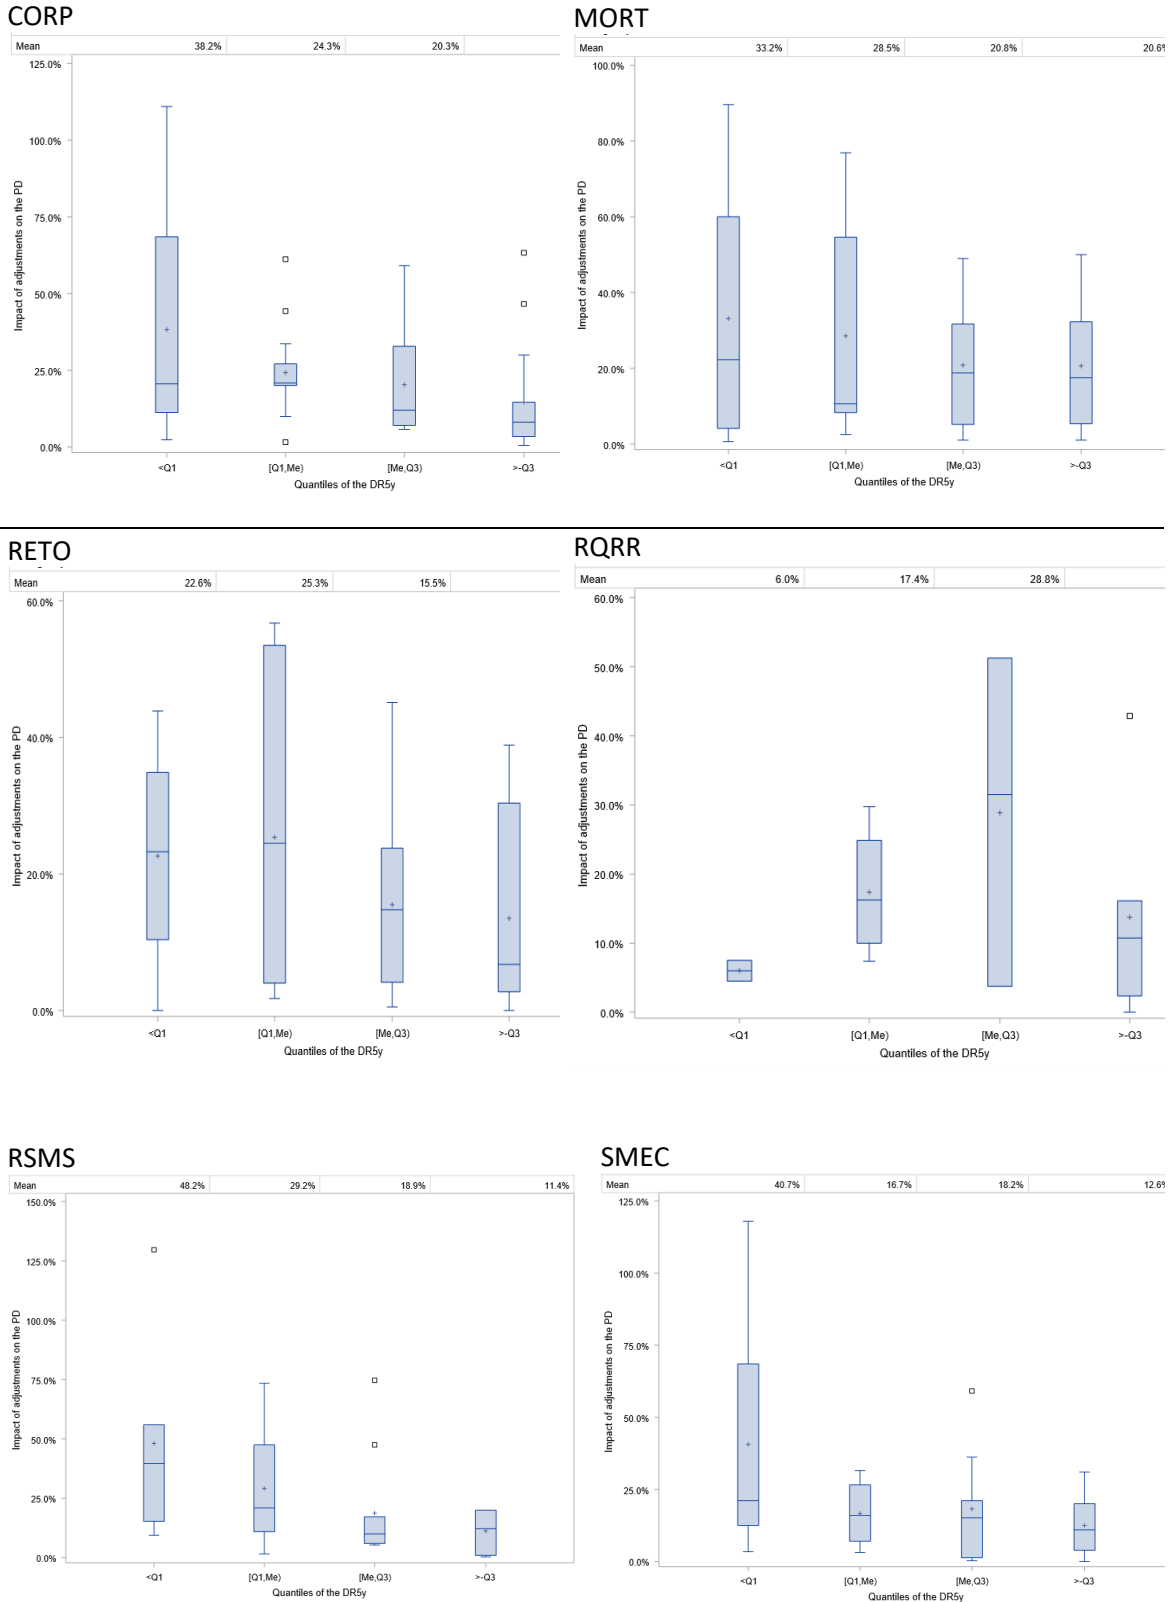 CORP
Mean 38.2% 24.3% 20.3%
125.0%
100.0%
75.0%
50.0%
25.0%
0.0%
Impact of adjustments on the PD
<Q1 [Q1,Me) [Me,Q3) >-Q3
Quantiles of the DR5y
MORT
Mean 33.2% 28.5% 20.8% 20.6%
100.0%
80.0%
60.0%
40.0%
20.0%
0.0%
Impact of adjustments on the PD
<Q1 [Q1,Me) [Me,Q3) >-Q3
Quantiles of the DR5y
RETO
Mean 22.6% 25.3% 15.5%
60.0%
40.0%
20.0%
0.0%
Impact of adjustments on the PD
<Q1 [Q1,Me) [Me,Q3) >-Q3
Quantiles of the DR5y
RQRR
Mean 6.0% 17.4% 28.8%
60.0%
50.0%
40.0%
30.0%
20.0%
10.0%
0.0%
Impact of adjustments on the PD
<Q1 [Q1,Me) [Me,Q3) >-Q3
Quantiles of the DR5y
RSMS
Mean 48.2% 29.2% 18.9% 11.4%
150.0%
125.0%
100.0%
75.0%
50.0%
25.0%
0.0%
Impact of adjustments on the PD
<Q1 [Q1,Me) [Me,Q3) >-Q3
Quantiles of the DR5y
SMEC
Mean 40.7% 16.7% 18.2% 12.6%
125.0%
100.0%
75.0%
50.0%
25.0%
0.0%
Impact of adjustments on the PD
<Q1 [Q1,Me) [Me,Q3) >-Q3
Quantiles of the DR5y